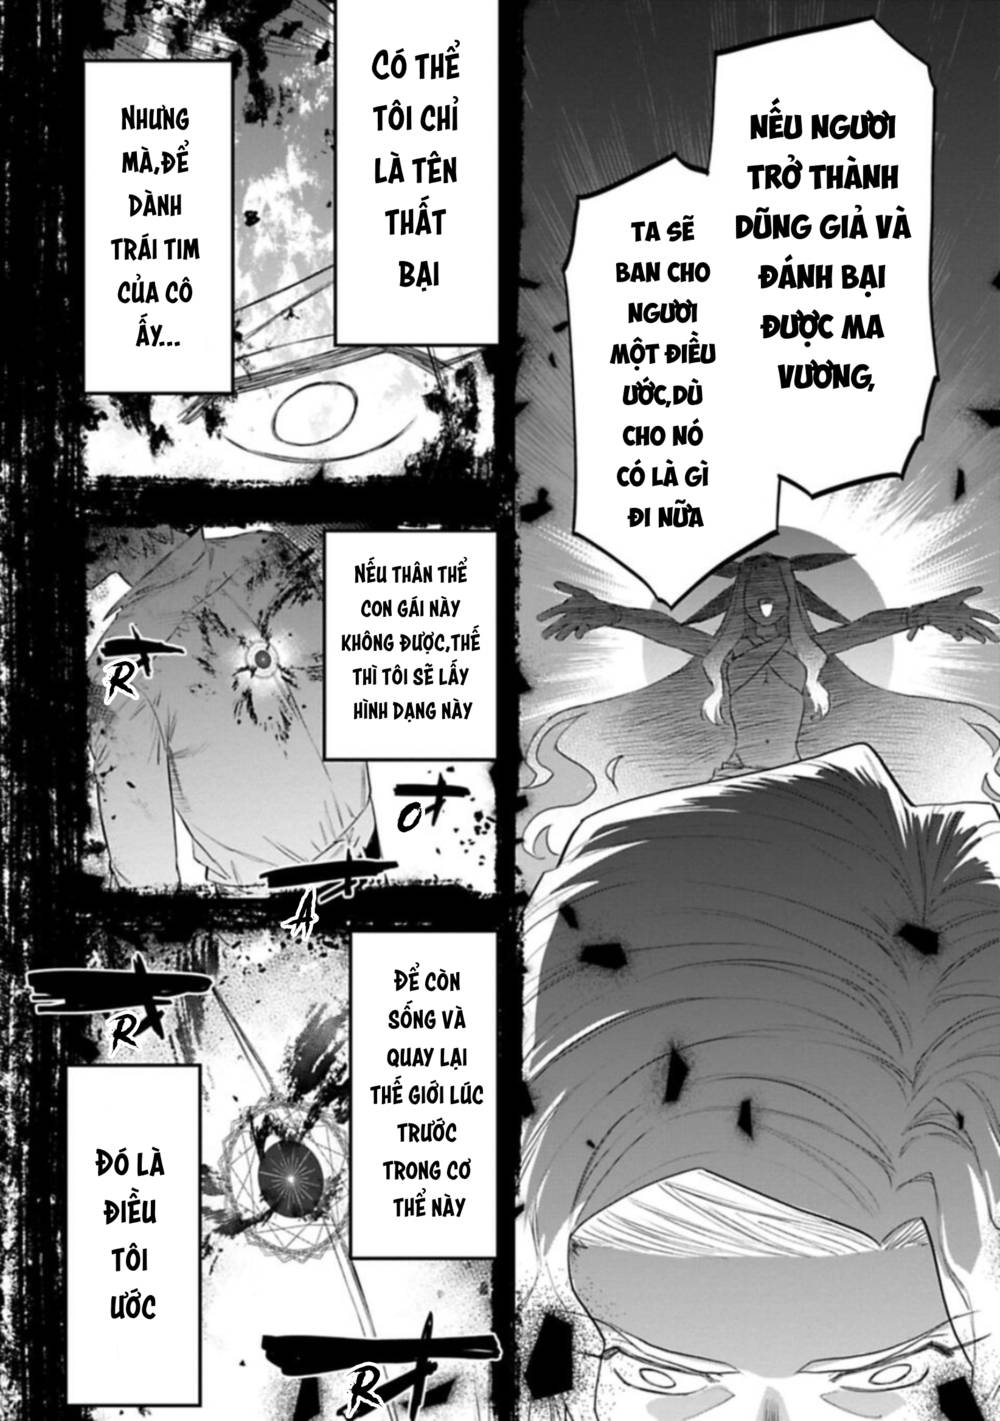 NẾU NGƯƠI
TRỞ THÀNH
DŨNG GIẢ VÀ
ĐÁNH BẠI
ĐƯỢC MA
VƯƠNG,
TA SẼ
BAN CHO
NGƯƠI
MỘT ĐIỀU
ƯỚC,DÙ
CHO NÓ
CÓ LÀ GÌ
ĐI NỮA
CÓ THỂ
TÔI CHỈ
LÀ TÊN
THẤT
BẠI
NHƯNG
MÀ,ĐỂ
DÀNH
TRÁI TIM
CỦA CÔ
ẤY...
NẾU THÂN THỂ
CON GÁI NÀY
KHÔNG ĐƯỢC,THẾ
THÌ TÔI SẼ LẤY
HÌNH DẠNG NÀY
R
O
A
R
ĐỂ CÒN
SỐNG VÀ
QUAY LẠI
THẾ GIỚI LÚC
TRƯỚC
TRONG CƠ
THỂ NÀY
ĐÓ LÀ
ĐIỀU
TÔI
ƯỚC
R